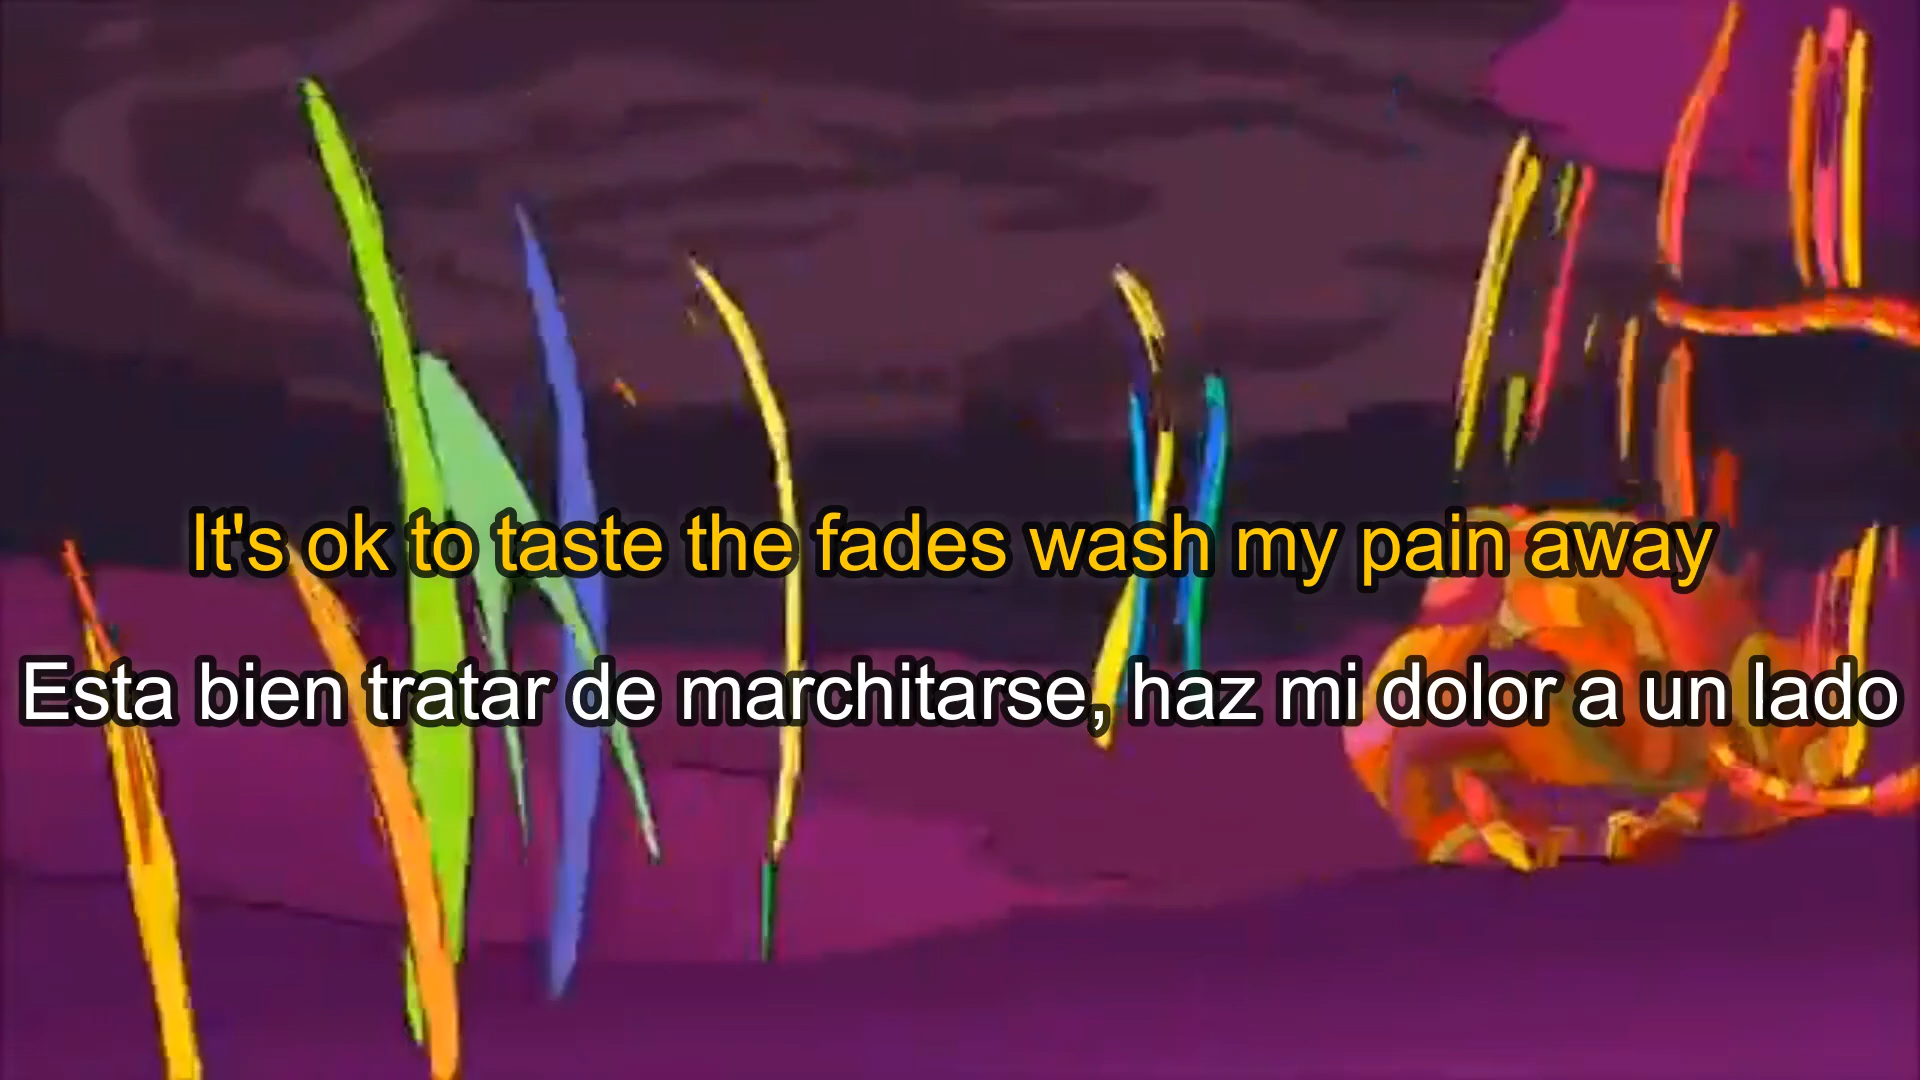 It's ok to taste the fades wash my pain away
Esta bien tratar de marchitarse, haz mi dolor a un lado